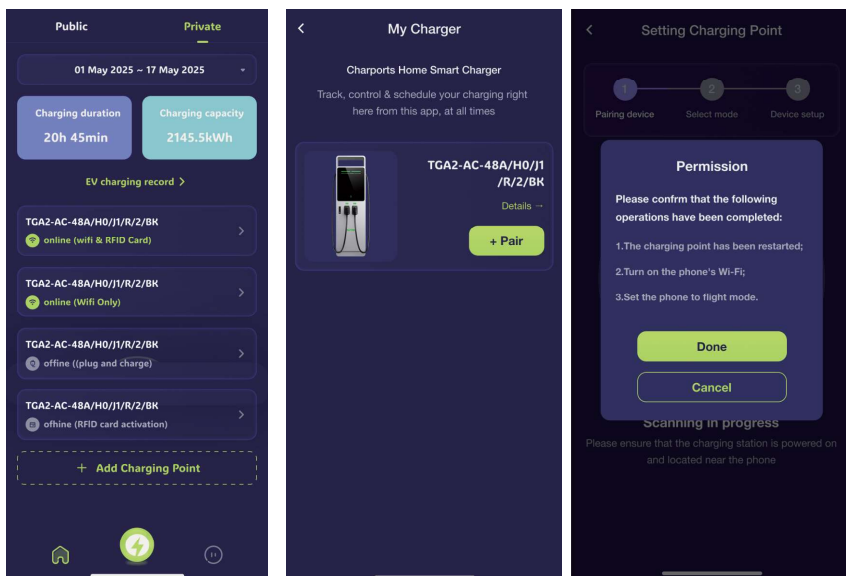 Public
Private
01 May 2025 ~ 17 May 2025
Charging duration
20h 45min
Charging capacity
2145.5kWh
EV charging record >
TGA2-AC-48A/H0/J1/R/2/BK
online (wifi & RFID Card)
TGA2-AC-48A/H0/J1/R/2/BK
online (Wifi Only)
TGA2-AC-48A/H0/J1/R/2/BK
offine ((plug and charge)
TGA2-AC-48A/H0/J1/R/2/BK
ofhine (RFID card activation)
+ Add Charging Point
My Charger
Charports Home Smart Charger
Track, control & schedule your charging right
here from this app, at all times
TGA2-AC-48A/H0/J1
/R/2/BK
Details →
+ Pair
Setting Charging Point
1
2
3
Pairing device
Select mode
Device setup
Permission
Please confrm that the following
operations have been completed:
1.The charging point has been restarted;
2.Turn on the phone's Wi-Fi;
3.Set the phone to flight mode.
Done
Cancel
Scanning in progress
Please ensure that the charging station is powered on
and located near the phone